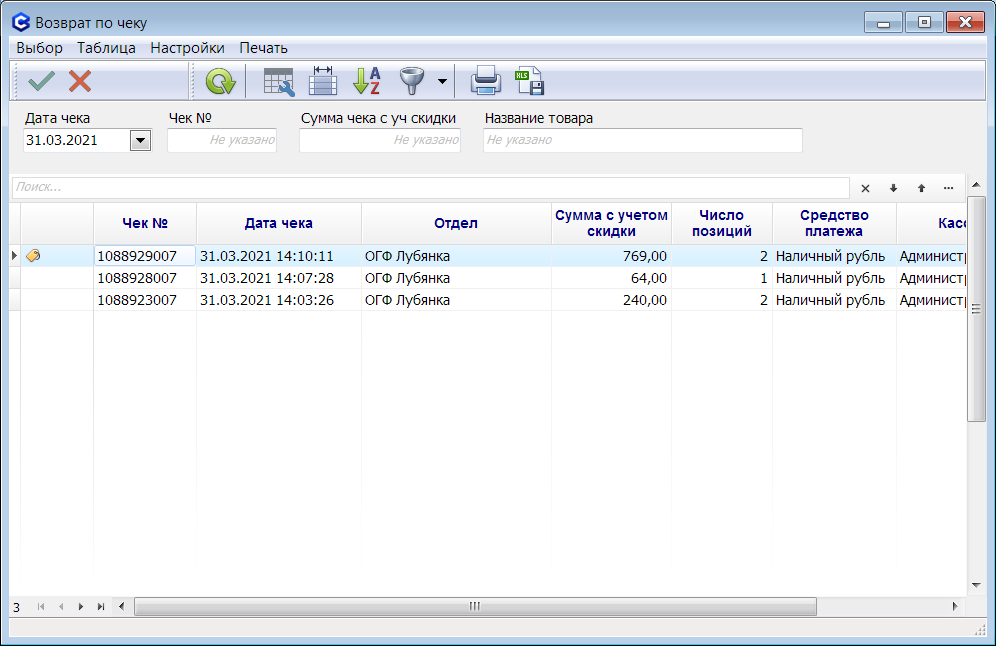 Возврат по чеку
Выбор Таблица Настройки Печать
A
Z
XLS
Дата чека Чек № Сумма чека с уч скидки Название товара
31.03.2021 Не указано Не указано Не указано
Поиск...
Чек № Дата чека Отдел Сумма с учетом скидки Число позиций Средство платежа Касс
1088929007 31.03.2021 14:10:11 ОГФ Лубянка 769,00 2 Наличный рубль Администр
1088928007 31.03.2021 14:07:28 ОГФ Лубянка 64,00 1 Наличный рубль Администр
1088923007 31.03.2021 14:03:26 ОГФ Лубянка 240,00 2 Наличный рубль Администр
3